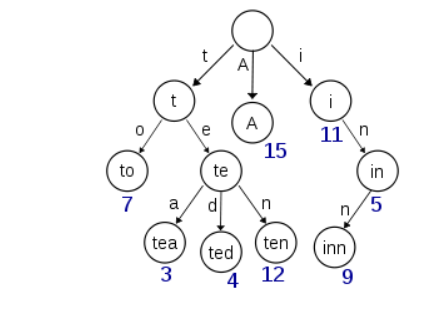 t A i
t A i
15 11
o e n
to te in
7 5
a d n n
tea ted ten inn
3 4 12 9